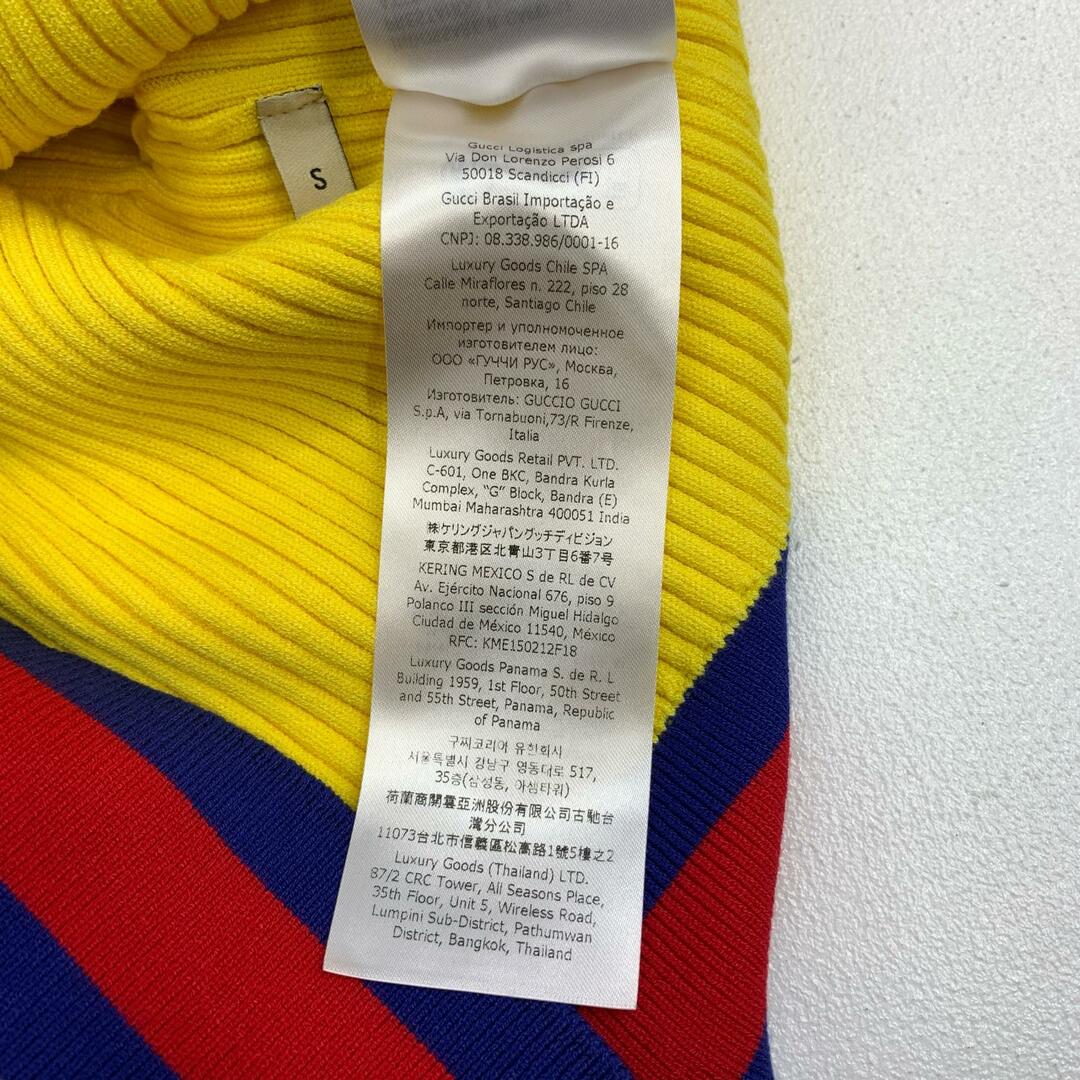 Gucci Logistica spa
Via Don Lorenzo Perosi 6
50018 Scandicci (FI)
Gucci Brasil Importação e
Exportação LTDA
CNPJ: 08.338.986/0001-16
Luxury Goods Chile SPA
Calle Miraflores n. 222, piso 28
norte, Santiago Chile
Импортер и уполномоченное
изготовителем лицо:
ООО «ГУЧЧИ РУС», Москва,
Петровка, 16
Изготовитель: GUCCIO GUCCI
S.p.A, via Tornabuoni,73/R Firenze,
Italia
Luxury Goods Retail PVT. LTD.
C-601, One BKC, Bandra Kurla
Complex, "G" Block, Bandra (E)
Mumbai Maharashtra 400051 India
㈱ケリングジャパングッチディビジョン
東京都港区北青山3丁目6番7号
KERING MEXICO S de RL de CV
Av. Ejército Nacional 676, piso 9
Polanco III sección Miguel Hidalgo
Ciudad de México 11540, México
RFC: KME150212F18
Luxury Goods Panama S. de R. L
Building 1959, 1st Floor, 50th Street
and 55th Street, Panama, Republic
of Panama
구찌코리아 유한회사
서울특별시 강남구 영동대로 517,
35층(삼성동, 아셈타워)
荷蘭商開雲亞洲股份有限公司古馳台
灣分公司
11073台北市信義區松高路1號5樓之2
Luxury Goods (Thailand) LTD.
87/2 CRC Tower, All Seasons Place,
35th Floor, Unit 5, Wireless Road,
Lumpini Sub-District, Pathumwan
District, Bangkok, Thailand
S